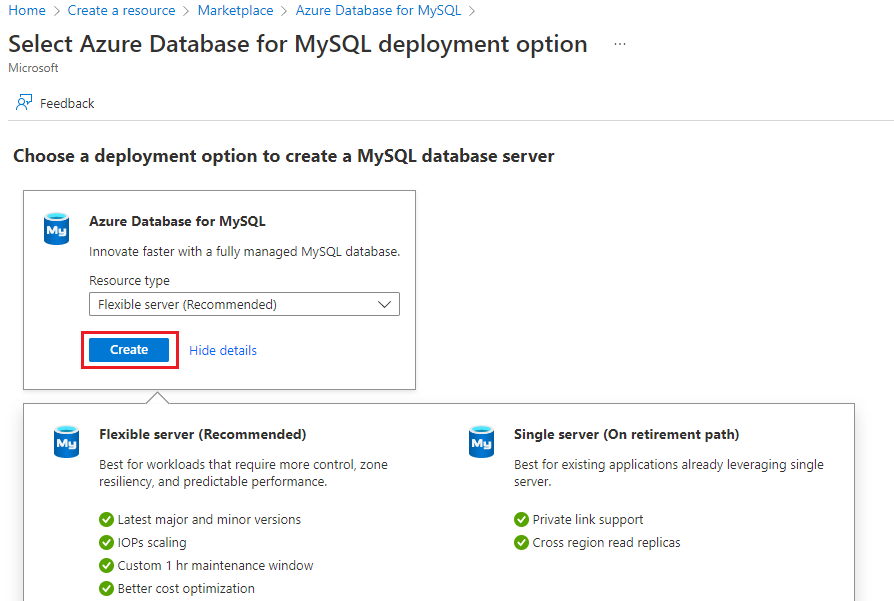 Home > Create a resource > Marketplace > Azure Database for MySQL >
Select Azure Database for MySQL deployment option ...
Microsoft
Feedback
Choose a deployment option to create a MySQL database server
My
Azure Database for MySQL
Innovate faster with a fully managed MySQL database.
Resource type
Flexible server (Recommended)
Create
Hide details
My
Flexible server (Recommended)
Best for workloads that require more control, zone
resiliency, and predictable performance.
Latest major and minor versions
IOPs scaling
Custom 1 hr maintenance window
Better cost optimization
My
Single server (On retirement path)
Best for existing applications already leveraging single
server.
Private link support
Cross region read replicas